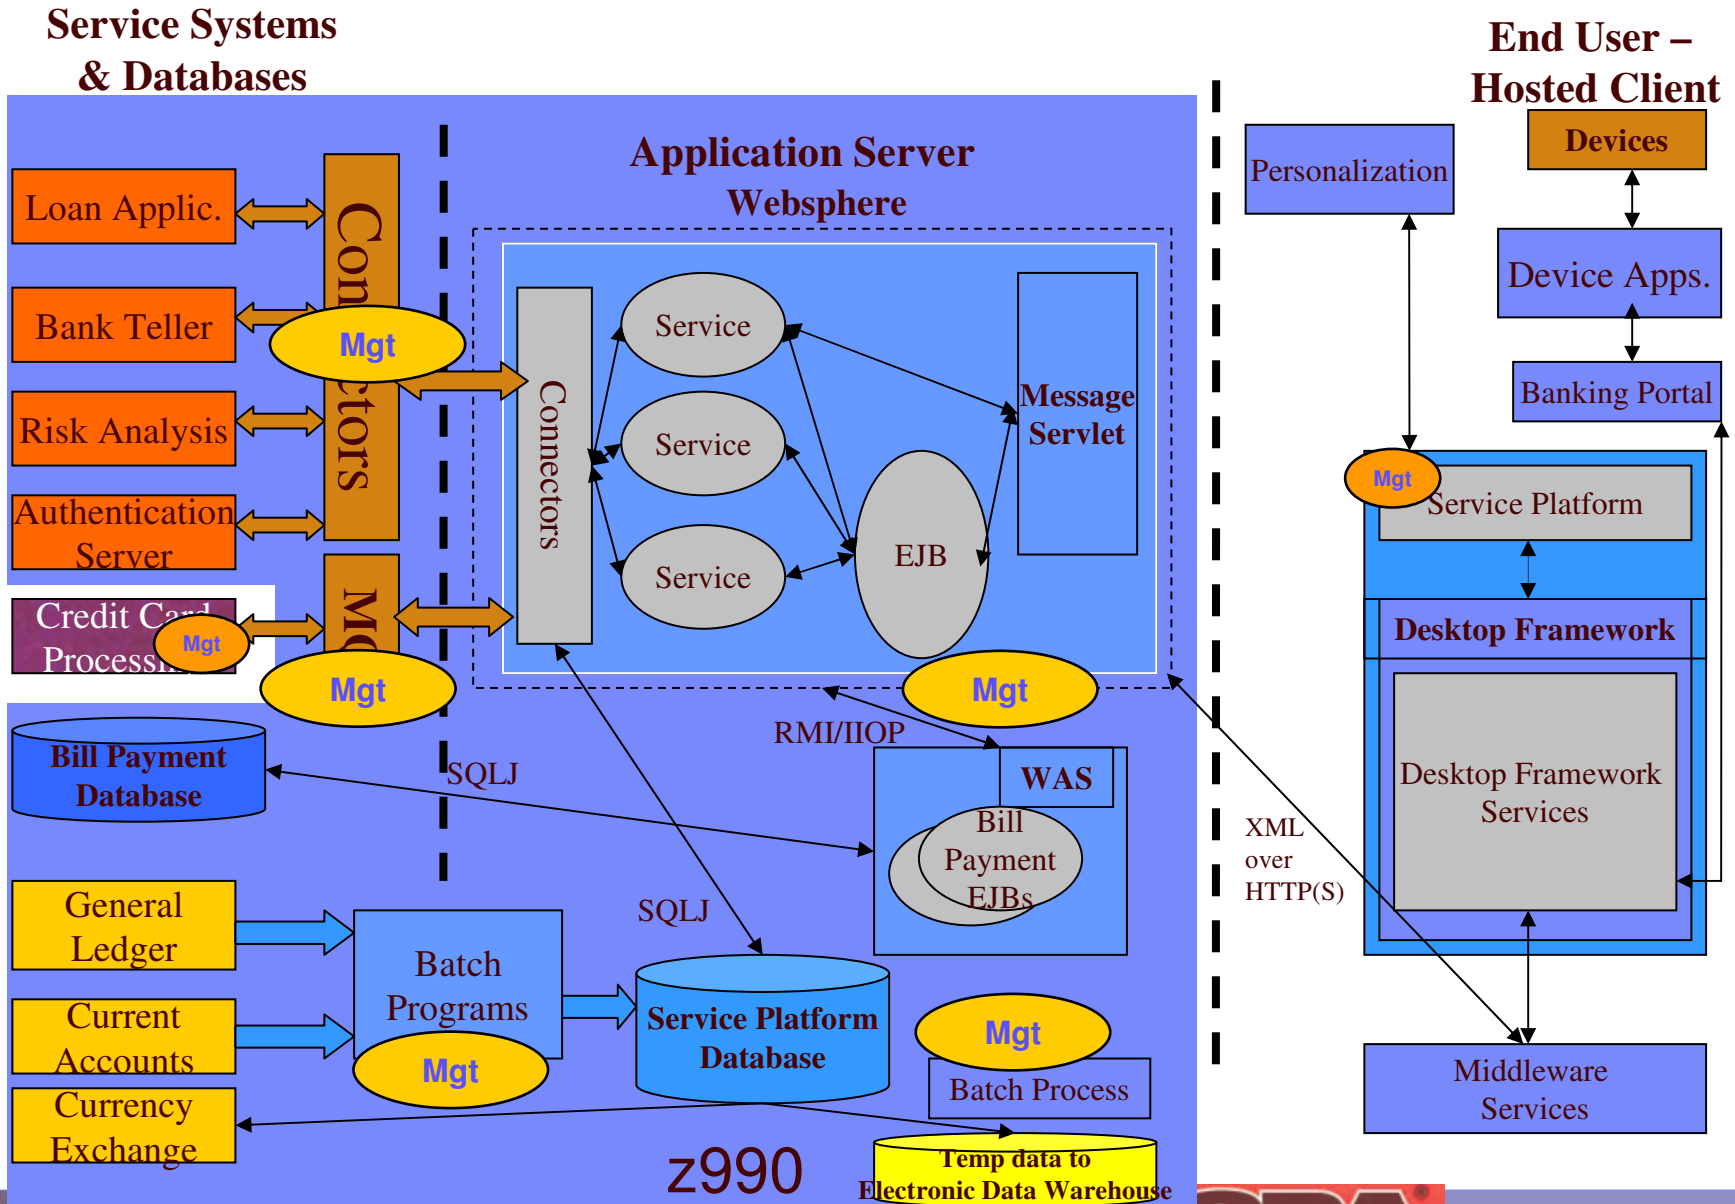 Service Systems
& Databases
End User –
Hosted Client
Application Server
Websphere
Loan Applic.
Bank Teller
Risk Analysis
Authentication
Server
Credit Card
Mgt
Mgt
Mgt
Connectors
Service
Service
Service
EJB
Message
Servlet
Mgt
RMI/IIOP
WAS
Bill
Payment
EJBs
Bill Payment
Database
SQLJ
SQLJ
General
Ledger
Current
Accounts
Currency
Exchange
Batch
Programs
Mgt
Service Platform
Database
Mgt
Batch Process
Temp data to
Electronic Data Warehouse
z990
Personalization
Devices
Device Apps.
Banking Portal
Mgt
Service Platform
Desktop Framework
Desktop Framework
Services
XML
over
HTTP(S)
Middleware
Services